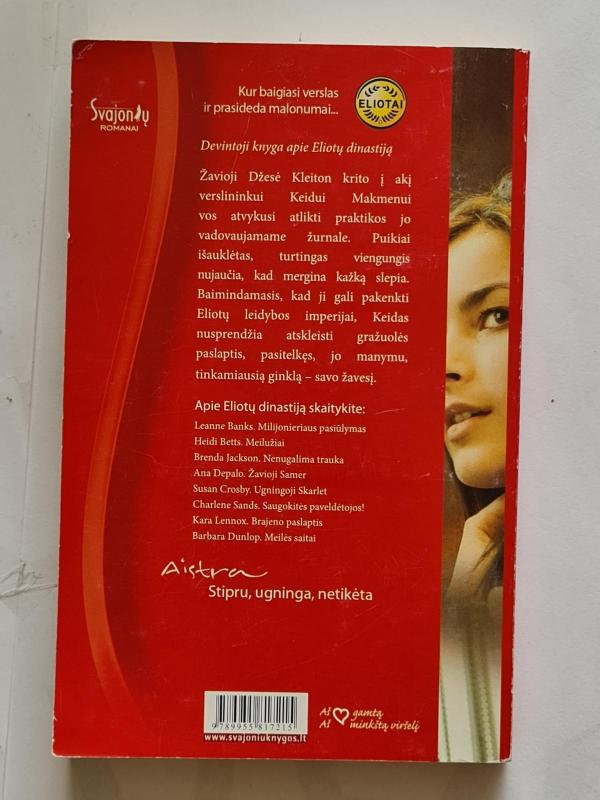 Svajonių
ROMANAI
Kur baigiasi verslas
ir prasideda malonumai...
ELIOTAI
Devintoji knyga apie Eliotų dinastiją
Žavioji Džesė Kleiton krito į akį
verslininkui Keidui Makmenui
vos atvykusi atlikti praktikos jo
vadovaujamame žurnale. Puikiai
išauklėtas, turtingas viengungis
nujaučia, kad mergina kažką slepia.
Baimindamasis, kad ji gali pakenkti
Eliotų leidybos imperijai, Keidas
nusprendžia atskleisti gražuolės
paslaptis, pasitelkęs, jo manymu,
tinkamiausią ginklą – savo žavesį.
Apie Eliotų dinastiją skaitykite:
Leanne Banks. Milijonieriaus pasiūlymas
Heidi Betts. Meilužiai
Brenda Jackson. Nenugalima trauka
Ana Depalo. Žavioji Samer
Susan Crosby. Ugningoji Skarlet
Charlene Sands. Saugokitės paveldėtojos!
Kara Lennox. Brajeno paslaptis
Barbara Dunlop. Meilės saitai
Aistra
Stipru, ugninga, netikėta
9789955817215
www.svajoniuknygos.lt
Aš gamtą
Aš minkštą viršelį